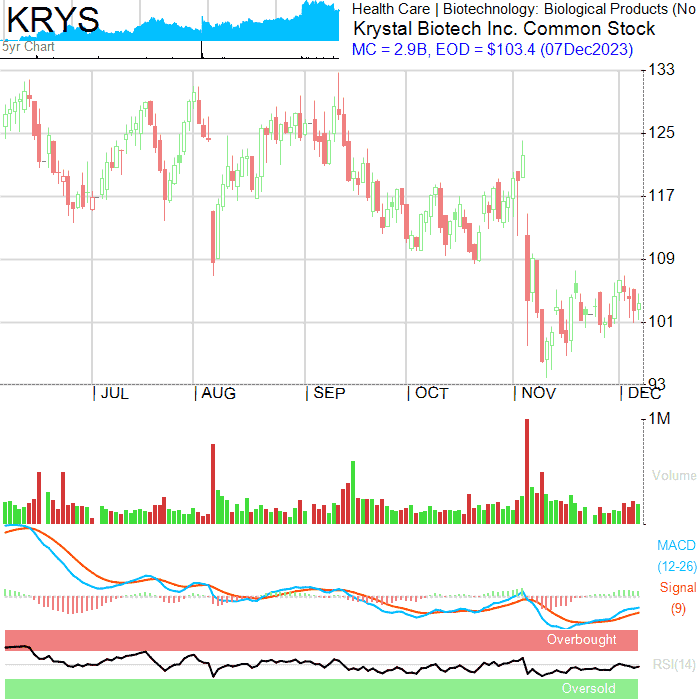 KRYS
5yr Chart
Health Care | Biotechnology: Biological Products (No
Krystal Biotech Inc. Common Stock
MC = 2.9B, EOD = $103.4 (07Dec2023)
133
125
117
109
101
93
JUL
AUG
SEP
OCT
NOV
DEC
1M
Volume
MACD
(12-26)
Signal
(9)
Overbought
RSI(14)
Oversold